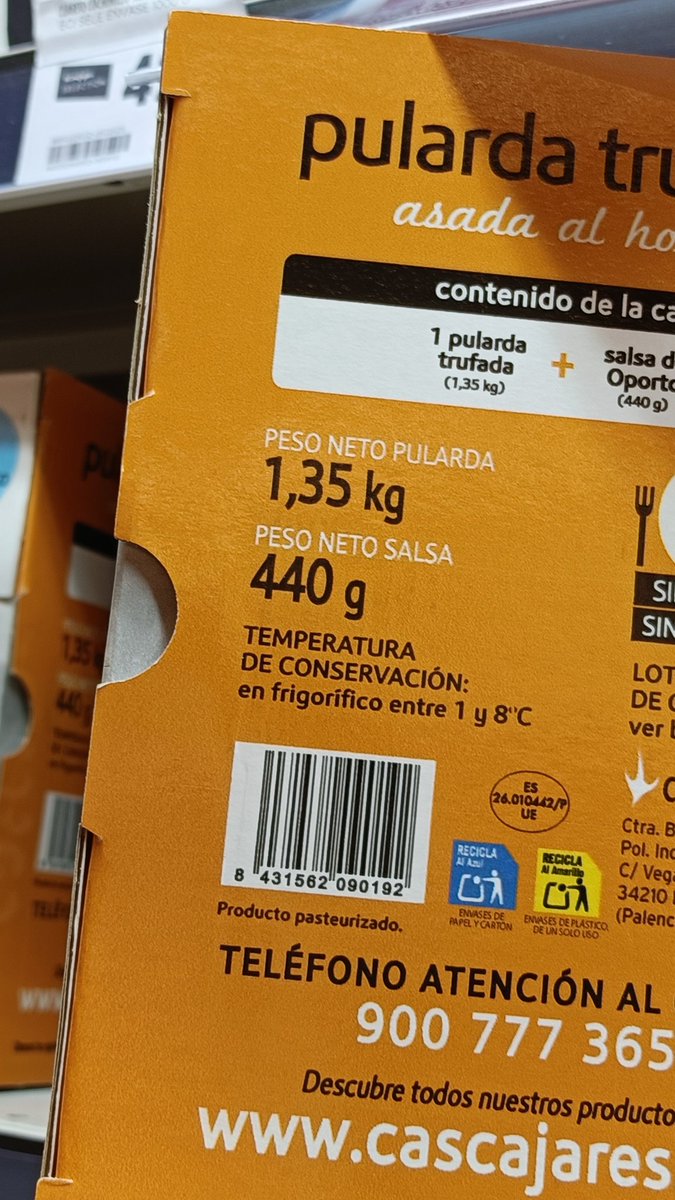 pularda tru
asada al ho
contenido de la ca
1 pularda
trufada
(1,35 kg)
+
salsa d
Oporto
(440 g)
PESO NETO PULARDA
1,35 kg
PESO NETO SALSA
440 g
TEMPERATURA
DE CONSERVACIÓN:
en frigorífico entre 1 y 8ºC
SI
SIN
LOT
DE C
ver b
8 431562 090192
ES
26.010442/P
UE
RECICLA
Al Azul
ENVASES DE
PAPEL Y CARTÓN
RECICLA
Al Amarillo
ENVASES DE PLÁSTICO
DE UN SOLO USO
Ctra. B
Pol. Ind
C/ Vega
34210
(Palenc
Producto pasteurizado.
TELÉFONO ATENCIÓN AL
900 777 365
Descubre todos nuestros producto
www.cascajares